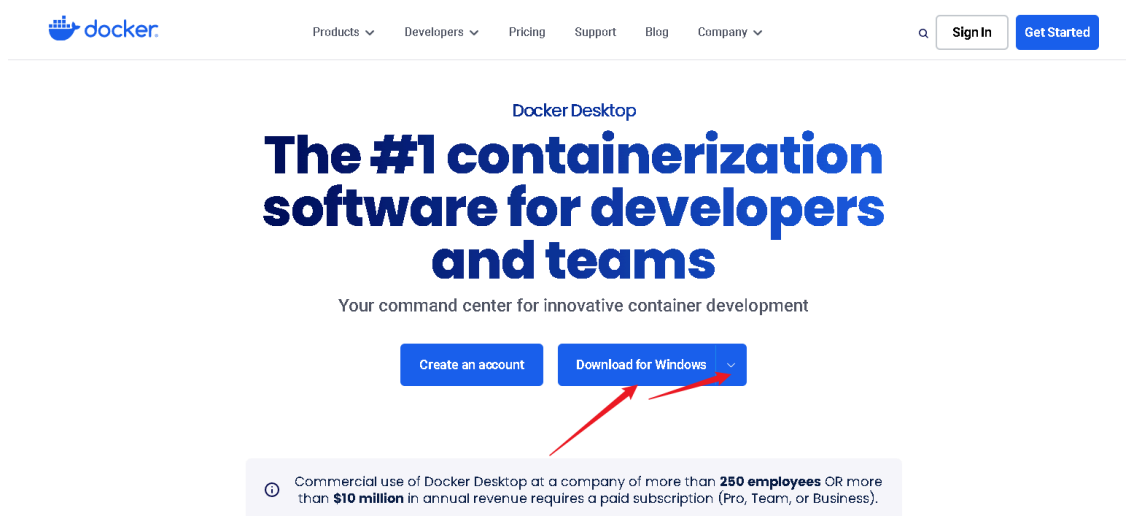 docker
Products Developers Pricing Support Blog Company Sign In Get Started
Docker Desktop
The #1 containerization
software for developers
and teams
Your command center for innovative container development
Create an account Download for Windows
Commercial use of Docker Desktop at a company of more than 250 employees OR more
than $10 million in annual revenue requires a paid subscription (Pro, Team, or Business).